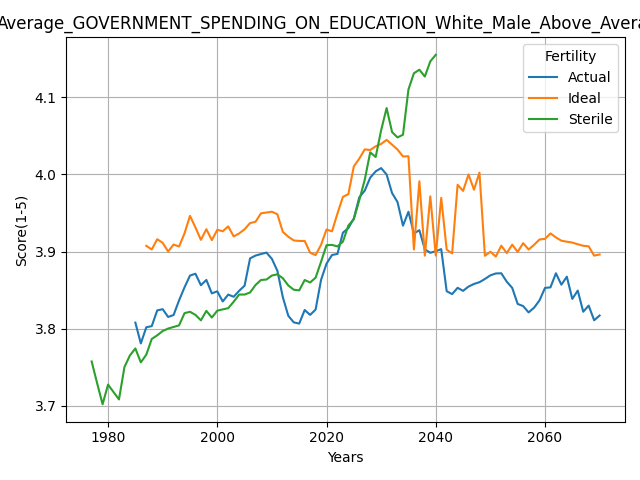 Average_GOVERNMENT_SPENDING_ON_EDUCATION_White_Male_Above_Avera
Fertility
Actual
Ideal
Sterile
Score(1-5)
4.1
4.0
3.9
3.8
3.7
1980 2000 2020 2040 2060
Years